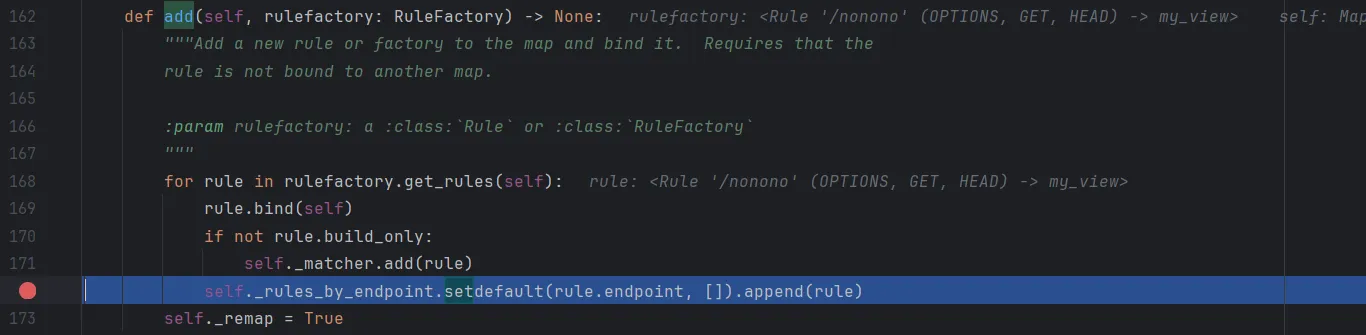 162 def add(self, rulefactory: RuleFactory) -> None: rulefactory: <Rule '/nonono' (OPTIONS, GET, HEAD) -> my_view> self: Map
163 """Add a new rule or factory to the map and bind it.  Requires that the
164 rule is not bound to another map.
165
166 :param rulefactory: a :class:`Rule` or :class:`RuleFactory`
167 """
168 for rule in rulefactory.get_rules(self): rule: <Rule '/nonono' (OPTIONS, GET, HEAD) -> my_view>
169 rule.bind(self)
170 if not rule.build_only:
171 self._matcher.add(rule)
self._rules_by_endpoint.setdefault(rule.endpoint, []).append(rule)
173 self._remap = True